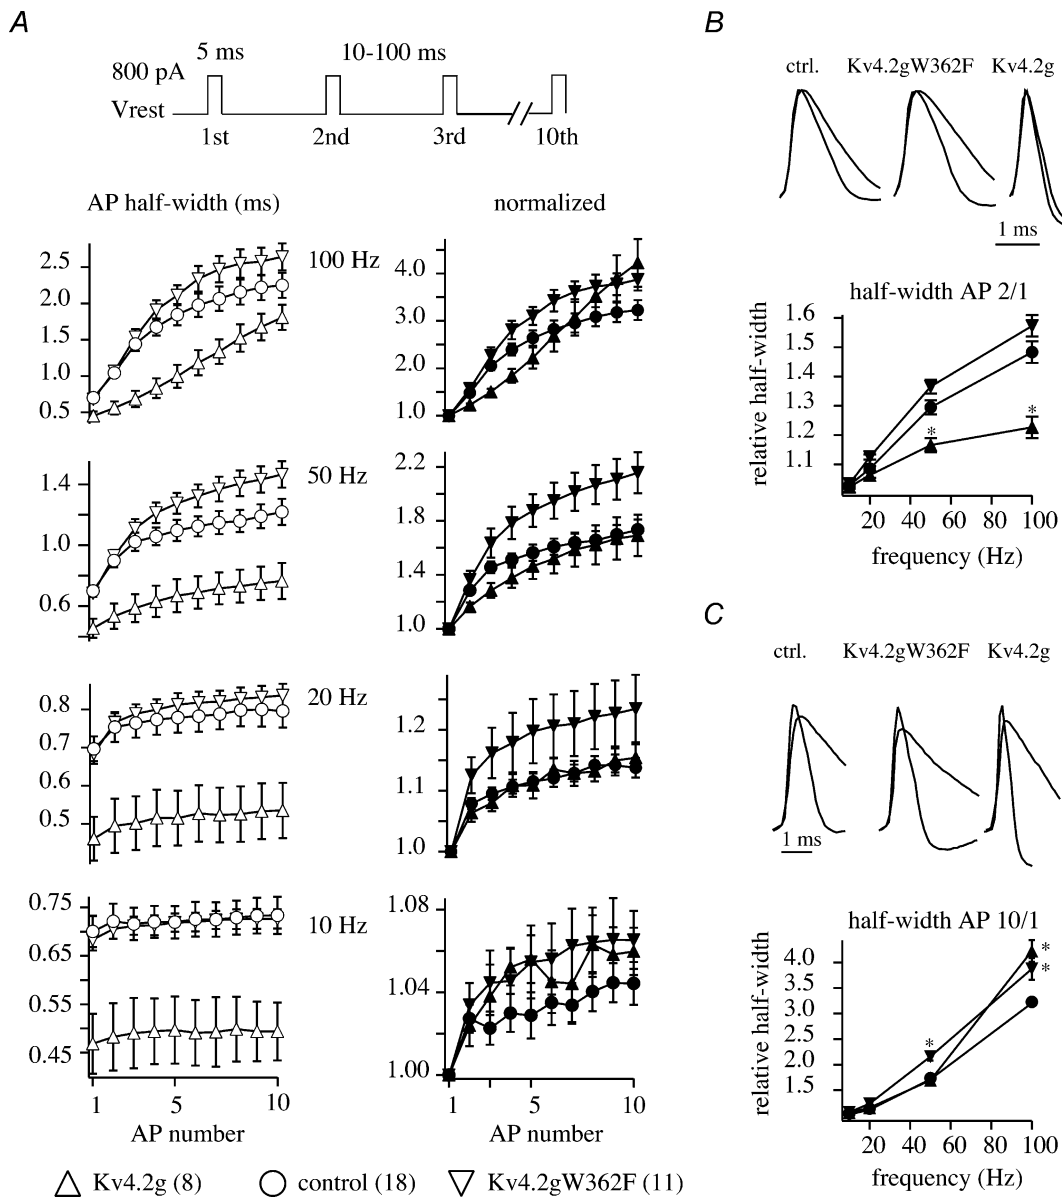 A
5 ms
10-100 ms
800 pA
Vrest
1st
2nd
3rd
10th
AP half-width (ms)
normalized
100 Hz
2.5
2.0
1.5
1.0
0.5
4.0
3.0
2.0
1.0
50 Hz
1.4
1.0
0.6
2.2
1.8
1.4
1.0
20 Hz
0.8
0.7
0.6
0.5
1.2
1.1
1.0
10 Hz
0.75
0.65
0.55
0.45
1.08
1.04
1.00
1
5
10
AP number
1
5
10
AP number
Kv4.2g (8)
control (18)
Kv4.2gW362F (11)
B
ctrl.
Kv4.2gW362F
Kv4.2g
1 ms
half-width AP 2/1
relative half-width
1.6
1.5
1.4
1.3
1.2
1.1
*
*
20
40
60
80
100
frequency (Hz)
C
ctrl.
Kv4.2gW362F
Kv4.2g
1 ms
half-width AP 10/1
relative half-width
4.0
3.5
3.0
2.5
2.0
1.5
*
*
*
20
40
60
80
100
frequency (Hz)